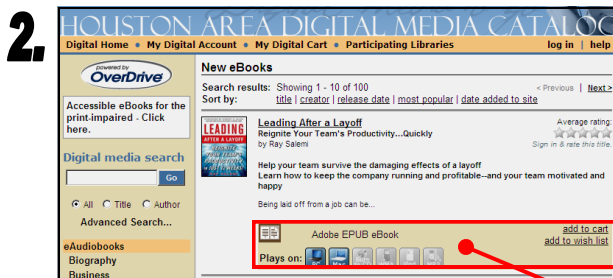 2.
HOUSTON AREA DIGITAL MEDIA CATALOG
Digital Home • My Digital Account • My Digital Cart • Participating Libraries
log in | help
powered by
OverDrive
Accessible eBooks for the
print-impaired - Click
here.
Digital media search
Go
All Title Author
Advanced Search...
eAudiobooks
Biography
Business
New eBooks
Search results: Showing 1 - 10 of 100
< Previous | Next >
Sort by: title | creator | release date | most popular | date added to site
LEADING
AFTER A LAYOFF
Leading After a Layoff
Reignite Your Team's Productivity...Quickly
by Ray Salemi
Average rating:
Sign in & rate this title.
Help your team survive the damaging effects of a layoff
Learn how to keep the company running and profitable--and your team motivated and
happy
Being laid off from a job can be...
Adobe EPUB eBook
add to cart
add to wish list
Plays on: